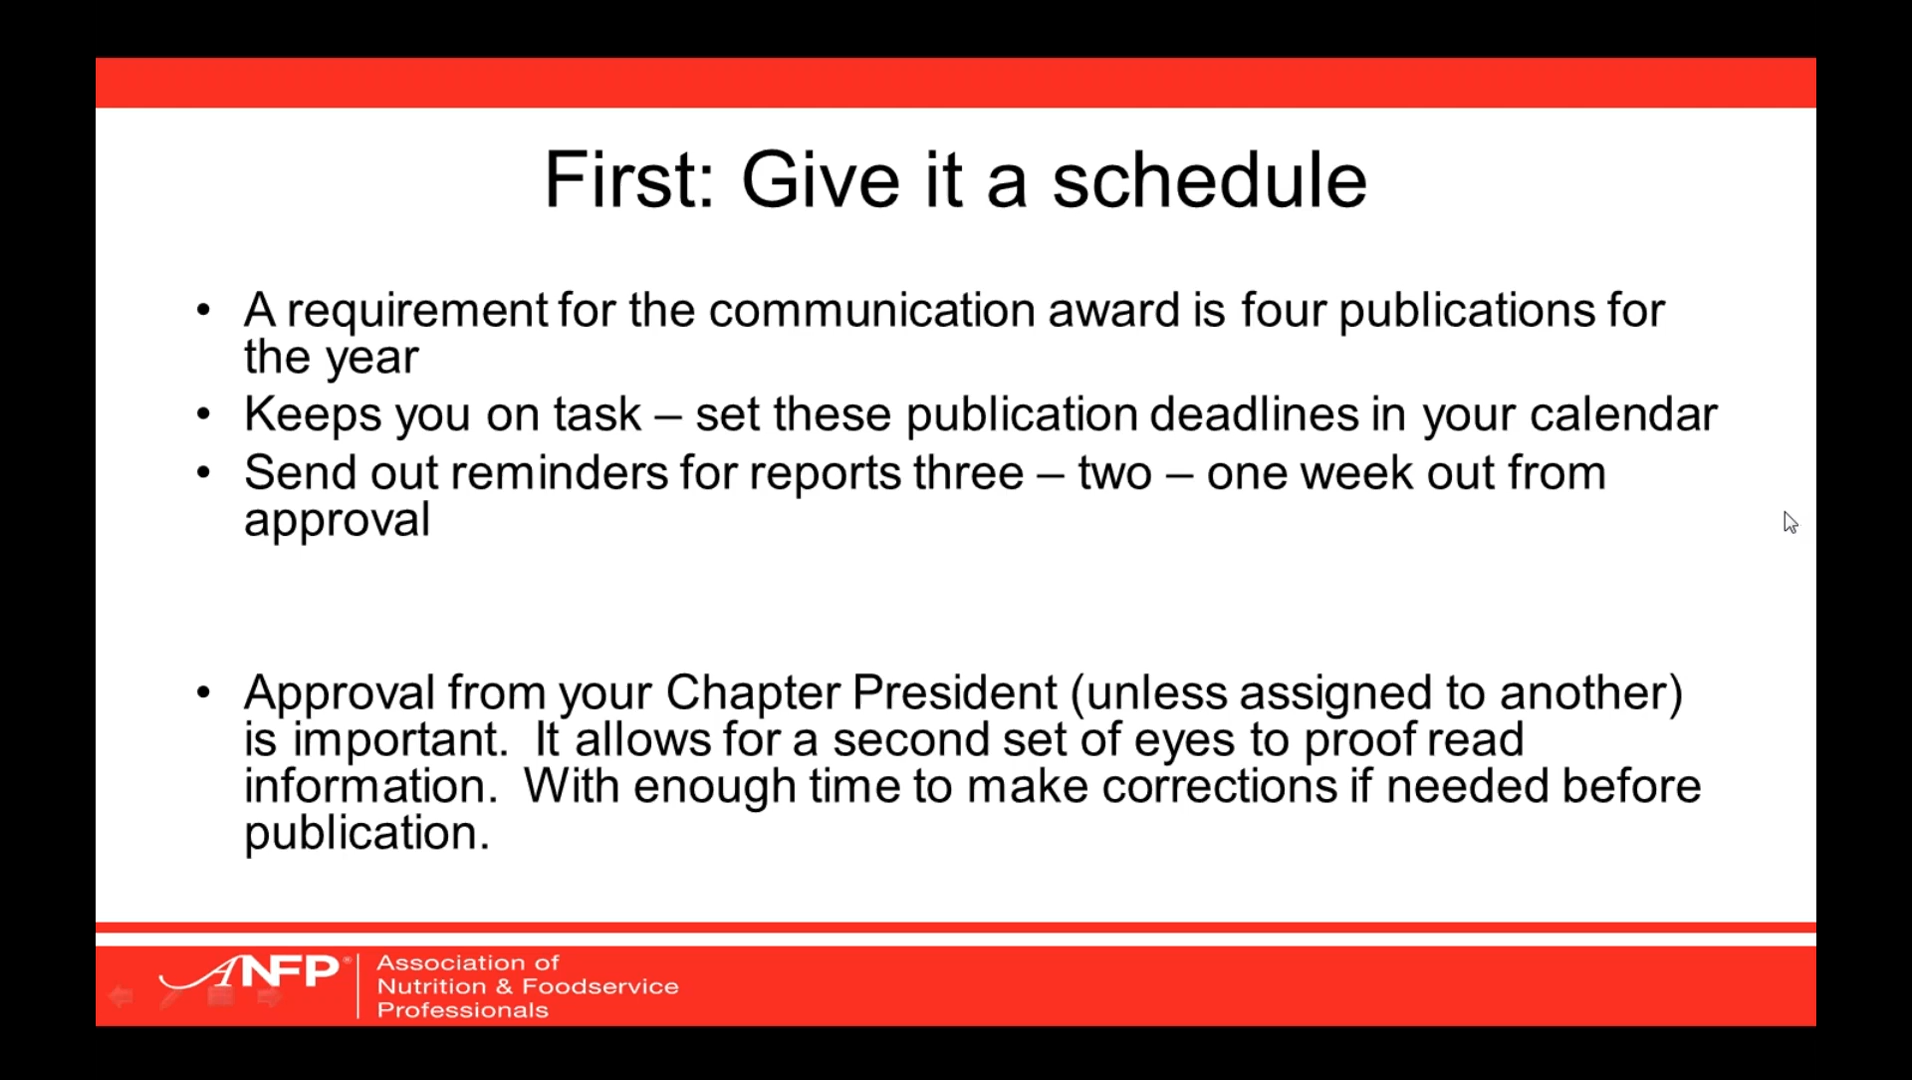 First: Give it a schedule
• A requirement for the communication award is four publications for
the year
• Keeps you on task – set these publication deadlines in your calendar
• Send out reminders for reports three – two – one week out from
approval
• Approval from your Chapter President (unless assigned to another)
is important.  It allows for a second set of eyes to proof read
information.  With enough time to make corrections if needed before
publication.
ANFP®
Association of
Nutrition & Foodservice
Professionals